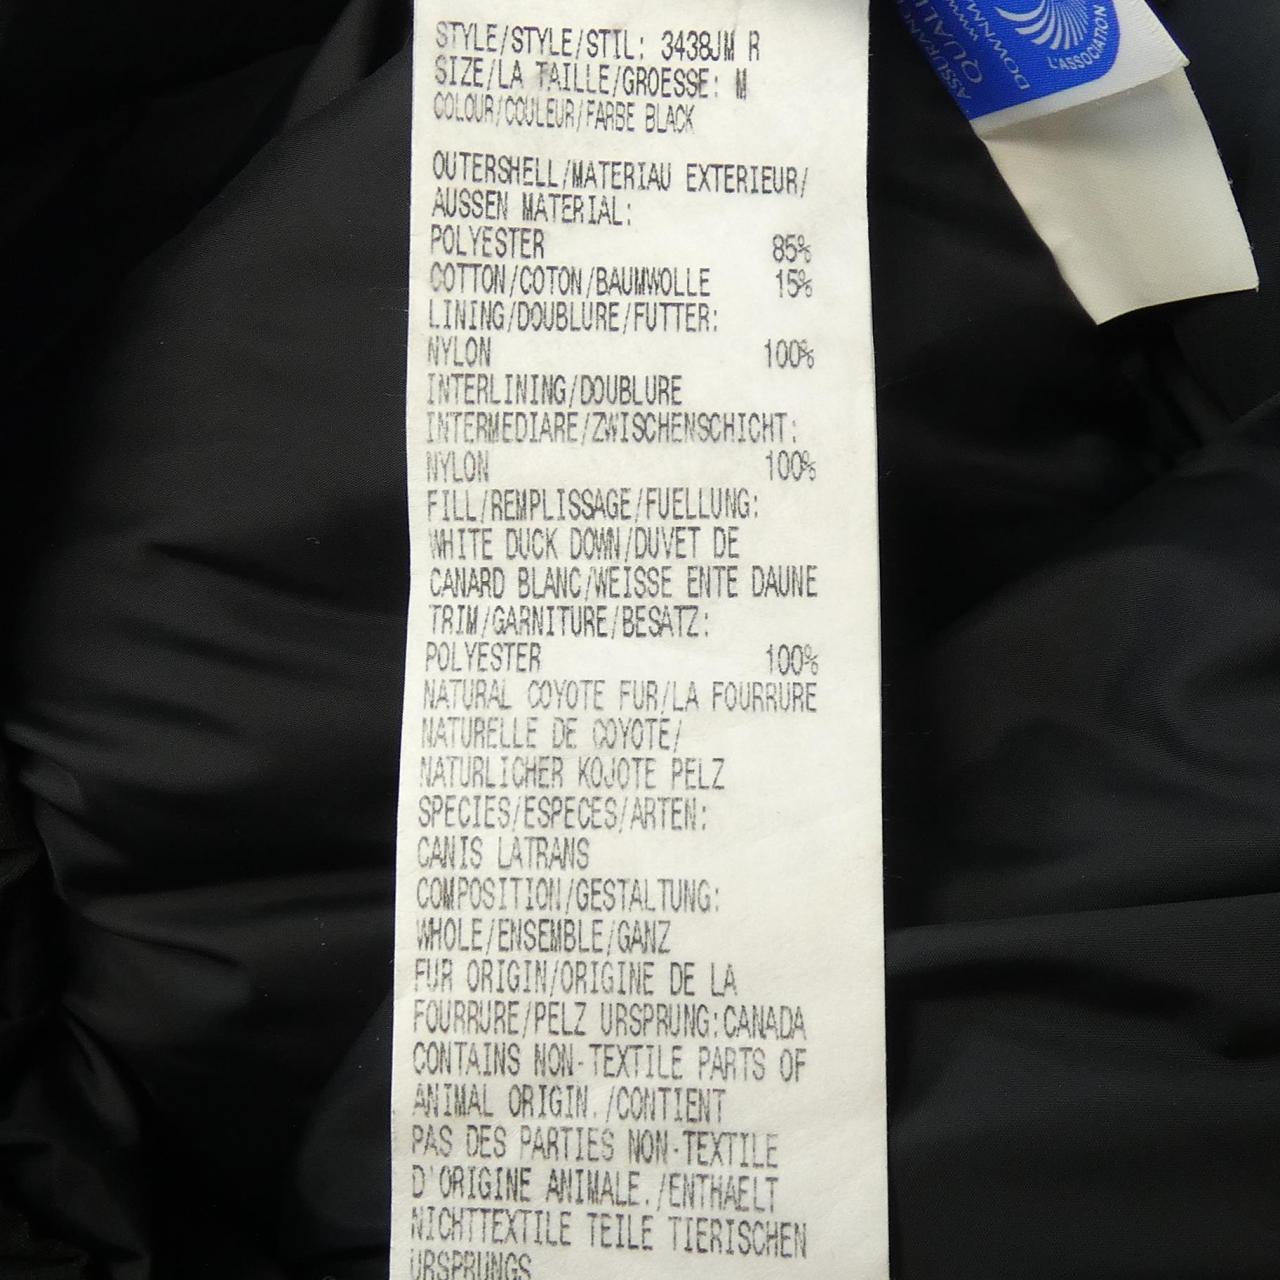 STYLE/STYLE/STIL: 3438JM R
SIZE/LA TAILLE/GROESSE: M
COLOUR/COULEUR/FARBE BLACK
OUTERSHELL/MATERIAU EXTERIEUR/
AUSSEN MATERIAL:
POLYESTER 85%
COTTON/COTON/BAUMWOLLE 15%
LINING/DOUBLURE/FUTTER:
NYLON 100%
INTERLINING/DOUBLURE
INTERMEDIARE/ZWISCHENSCHICHT:
NYLON 100%
FILL/REMPLISSAGE/FUELLUNG:
WHITE DUCK DOWN/DUVET DE
CANARD BLANC/WEISSE ENTE DAUNE
TRIM/GARNITURE/BESATZ:
POLYESTER 100%
NATURAL COYOTE FUR/LA FOURRURE
NATURELLE DE COYOTE/
NATURLICHER KOJOTE PELZ
SPECIES/ESPECES/ARTEN:
CANIS LATRANS
COMPOSITION/GESTALTUNG:
WHOLE/ENSEMBLE/GANZ
FUR ORIGIN/ORIGINE DE LA
FOURRURE/PELZ URSPRUNG:CANADA
CONTAINS NON-TEXTILE PARTS OF
ANIMAL ORIGIN./CONTIENT
PAS DES PARTIES NON-TEXTILE
D'ORIGINE ANIMALE./ENTHAELT
NICHTTEXTILE TEILE TIERISCHEN
URSPRUNGS
L'ASSOCIATION